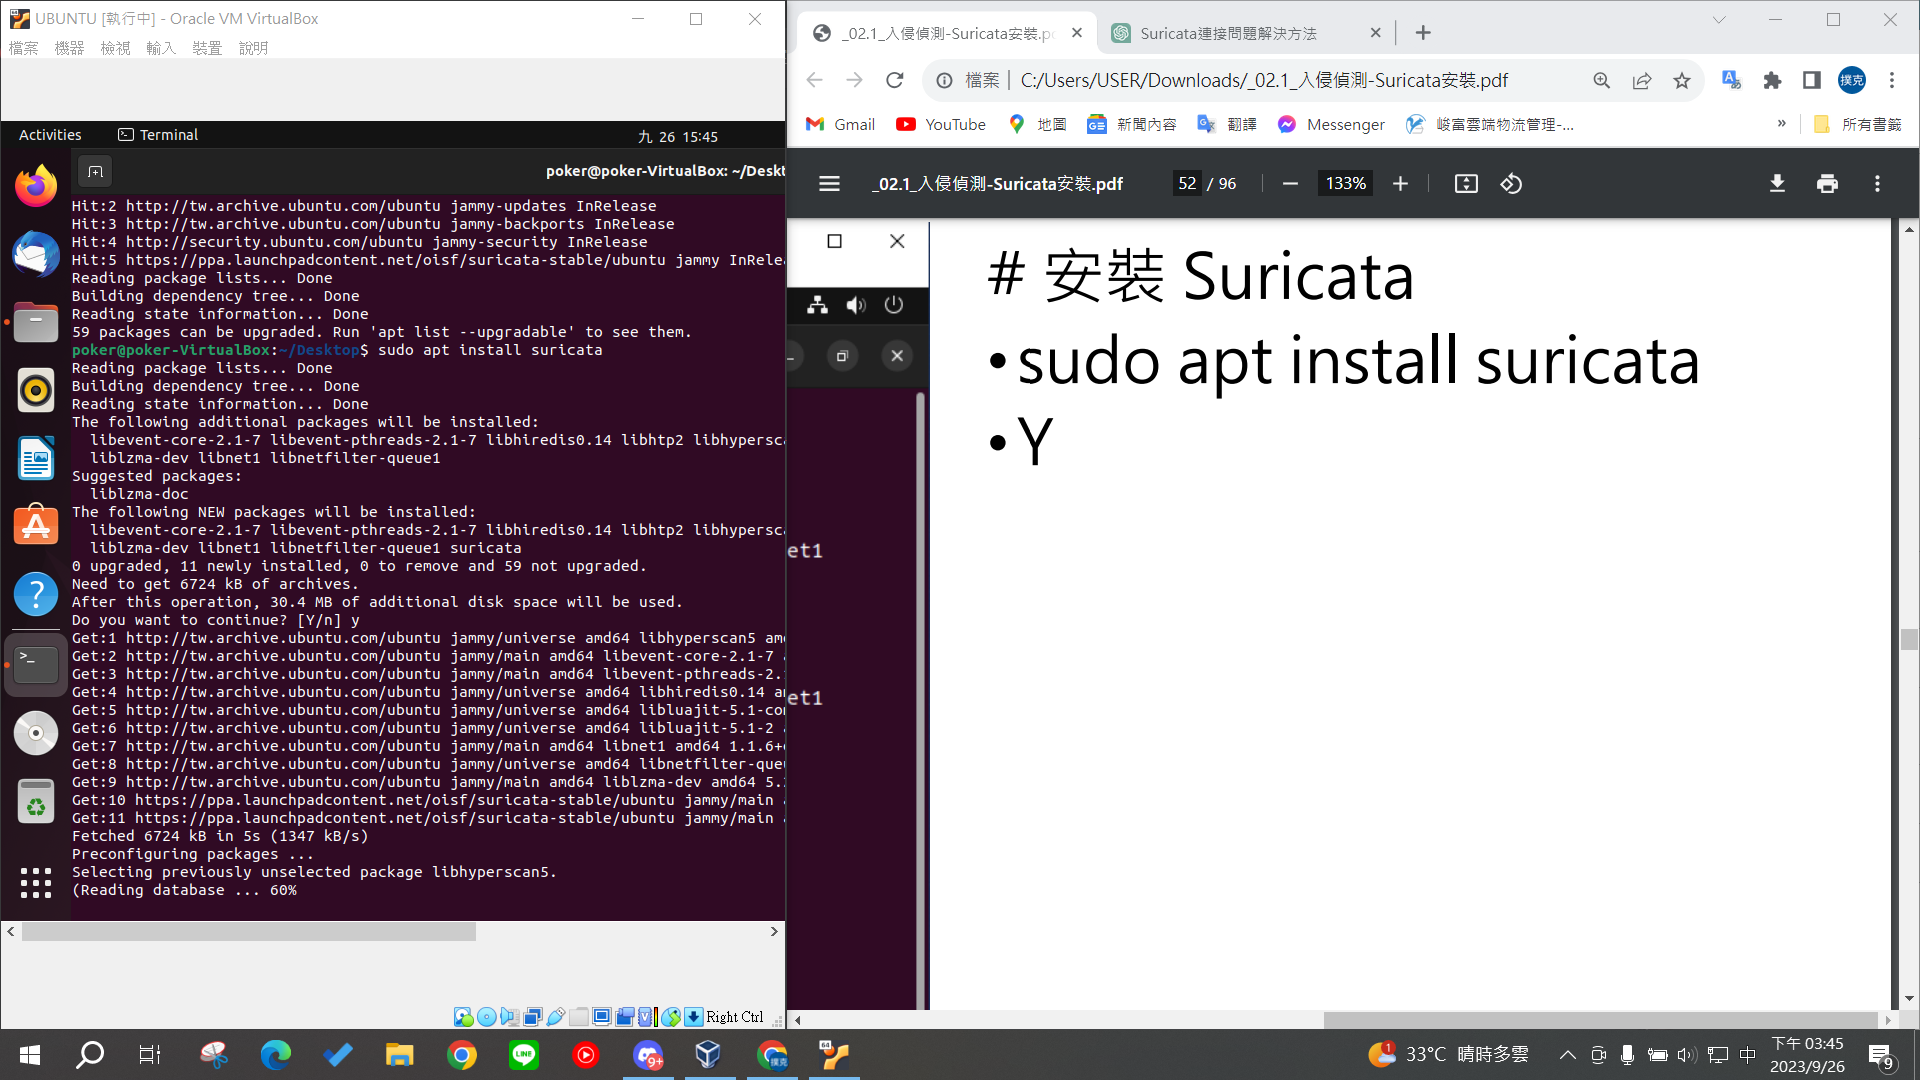 UBUNTU [執行中] - Oracle VM VirtualBox
檔案 機器 檢視 輸入 裝置 說明
Activities
Terminal
九 26 15:45
poker@poker-VirtualBox: ~/Deskt
Hit:2 http://tw.archive.ubuntu.com/ubuntu jammy-updates InRelease
Hit:3 http://tw.archive.ubuntu.com/ubuntu jammy-backports InRelease
Hit:4 http://security.ubuntu.com/ubuntu jammy-security InRelease
Hit:5 https://ppa.launchpadcontent.net/oisf/suricata-stable/ubuntu jammy InRelea
Reading package lists... Done
Building dependency tree... Done
Reading state information... Done
59 packages can be upgraded. Run 'apt list --upgradable' to see them.
poker@poker-VirtualBox:~/Desktop$ sudo apt install suricata
Reading package lists... Done
Building dependency tree... Done
Reading state information... Done
The following additional packages will be installed:
libevent-core-2.1-7 libevent-pthreads-2.1-7 libhiredis0.14 libhtp2 libhypersca
liblzma-dev libnet1 libnetfilter-queue1
Suggested packages:
liblzma-doc
The following NEW packages will be installed:
libevent-core-2.1-7 libevent-pthreads-2.1-7 libhiredis0.14 libhtp2 libhypersca
liblzma-dev libnet1 libnetfilter-queue1 suricata
0 upgraded, 11 newly installed, 0 to remove and 59 not upgraded.
Need to get 6724 kB of archives.
After this operation, 30.4 MB of additional disk space will be used.
Do you want to continue? [Y/n] y
Get:1 http://tw.archive.ubuntu.com/ubuntu jammy/universe amd64 libhyperscan5 amd
Get:2 http://tw.archive.ubuntu.com/ubuntu jammy/main amd64 libevent-core-2.1-7 a
Get:3 http://tw.archive.ubuntu.com/ubuntu jammy/main amd64 libevent-pthreads-2.1
Get:4 http://tw.archive.ubuntu.com/ubuntu jammy/universe amd64 libhiredis0.14 am
Get:5 http://tw.archive.ubuntu.com/ubuntu jammy/universe amd64 libluajit-5.1-com
Get:6 http://tw.archive.ubuntu.com/ubuntu jammy/universe amd64 libluajit-5.1-2 a
Get:7 http://tw.archive.ubuntu.com/ubuntu jammy/main amd64 libnet1 amd64 1.1.6+d
Get:8 http://tw.archive.ubuntu.com/ubuntu jammy/universe amd64 libnetfilter-queu
Get:9 http://tw.archive.ubuntu.com/ubuntu jammy/main amd64 liblzma-dev amd64 5.2
Get:10 https://ppa.launchpadcontent.net/oisf/suricata-stable/ubuntu jammy/main a
Get:11 https://ppa.launchpadcontent.net/oisf/suricata-stable/ubuntu jammy/main a
Fetched 6724 kB in 5s (1347 kB/s)
Preconfiguring packages ...
Selecting previously unselected package libhyperscan5.
(Reading database ... 60%
Right Ctrl
_02.1_入侵偵測-Suricata安裝.pd
Suricata連接問題解決方法
檔案 C:/Users/USER/Downloads/_02.1_入侵偵測-Suricata安裝.pdf
撲克
Gmail YouTube 地圖 新聞內容 翻譯 Messenger 峻富雲端物流管理-... » 所有書籤
_02.1_入侵偵測-Suricata安裝.pdf
52 / 96
133%
# 安裝 Suricata
• sudo apt install suricata
• Y
et1
et1
LINE
9+
撲克
64
1
33°C 晴時多雲
中
下午 03:45
2023/9/26
9